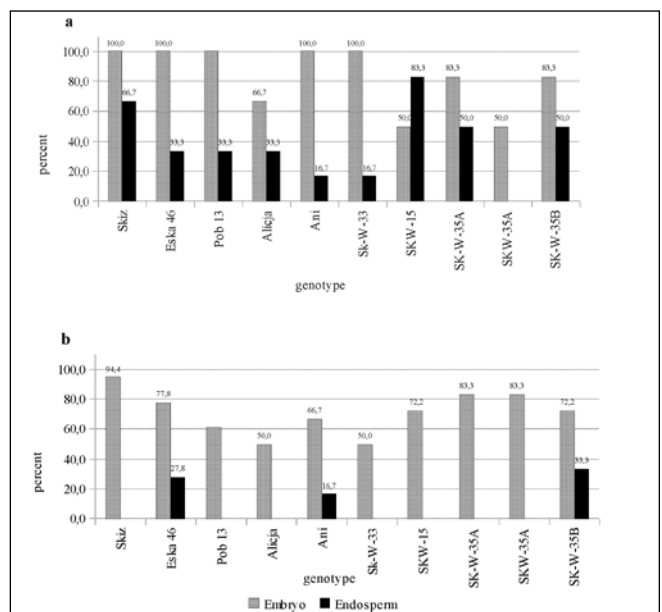 a
100,0
80,0
60,0
40,0
20,0
0,0
percent
100,0 100,0 100,0 100,0
66,7 33,3 33,3 66,7 33,3 16,7 16,7 50,0 83,3 83,3 50,0 50,0 83,3 50,0
Skiz Eska 46 Pob 13 Alicja Ani Sk-W-33 SKW-15 SK-W-35A SKW-35A SK-W-35B
genotype
b
100,0
80,0
60,0
40,0
20,0
0,0
percent
94,4 77,8 27,8 50,0 66,7 16,7 50,0 72,2 83,3 83,3 72,2 33,3
Skiz Eska 46 Pob 13 Alicja Ani Sk-W-33 SKW-15 SK-W-35A SKW-35A SK-W-35B
genotype
Embryo Endosperm